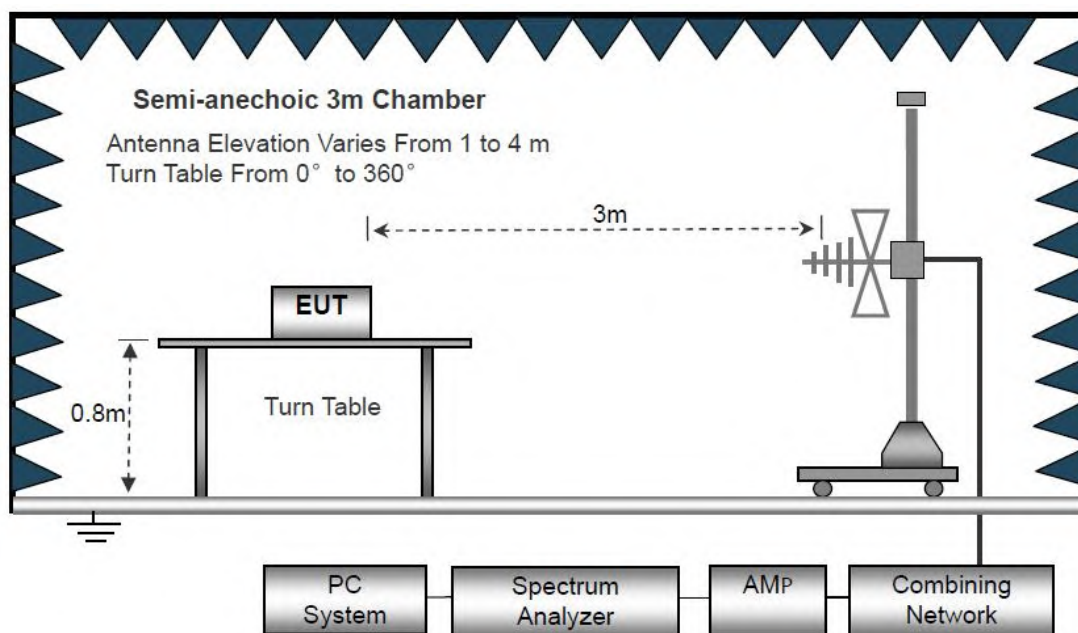 Semi-anechoic 3m Chamber
Antenna Elevation Varies From 1 to 4 m
Turn Table From 0° to 360°
3m
EUT
0.8m
Turn Table
PC
System
Spectrum
Analyzer
AMP
Combining
Network